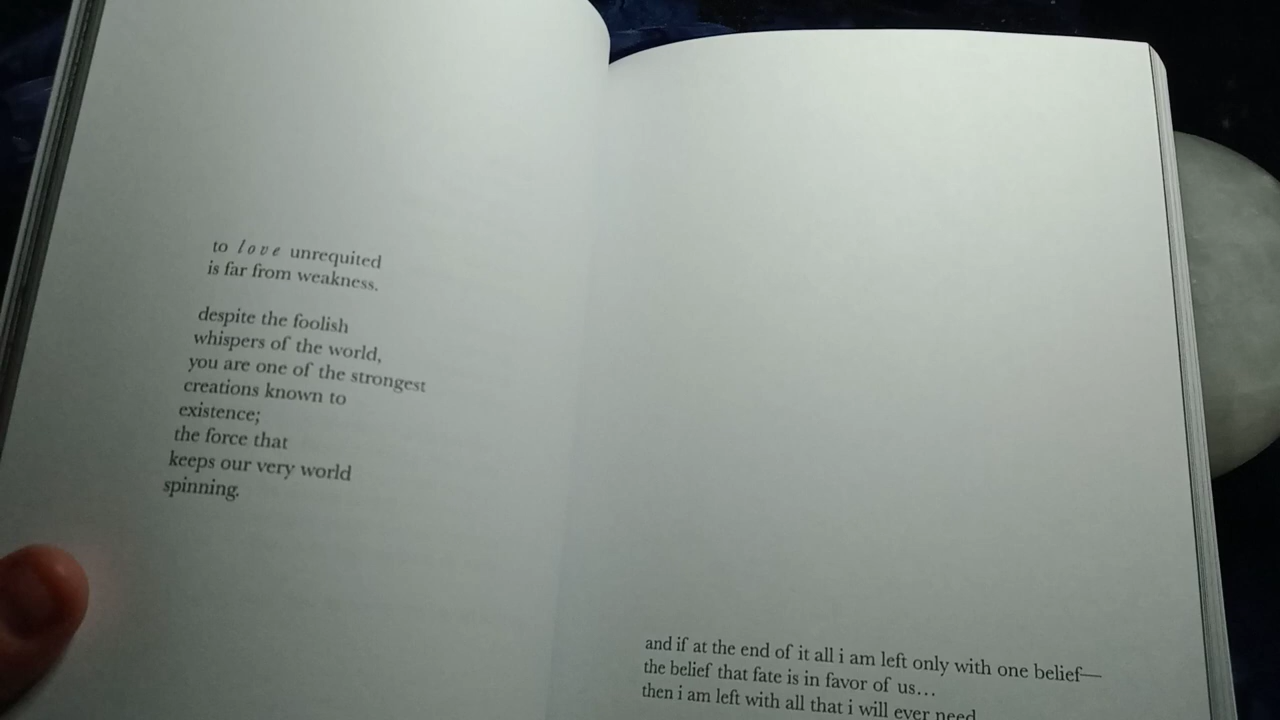 to love unrequited
is far from weakness.
despite the foolish
whispers of the world,
you are one of the strongest
creations known to
existence;
the force that
keeps our very world
spinning.
and if at the end of it all i am left only with one belief—
the belief that fate is in favor of us…
then i am left with all that i will ever need